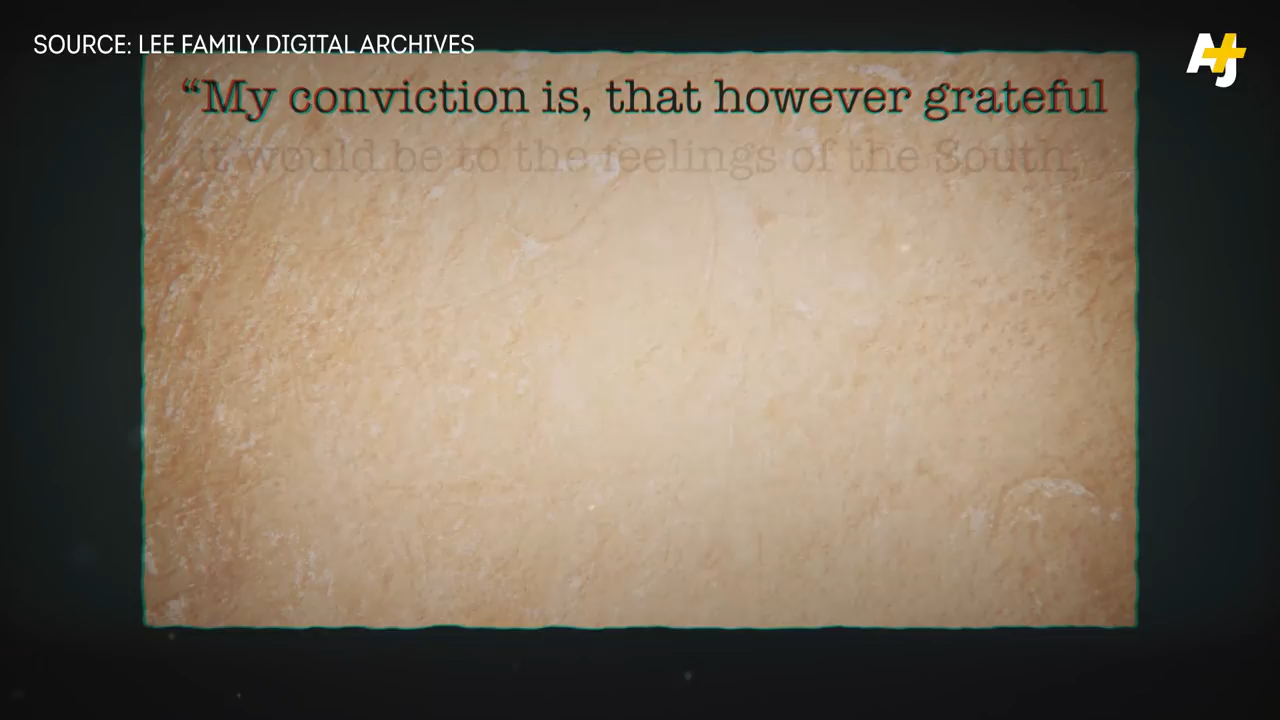 SOURCE: LEE FAMILY DIGITAL ARCHIVES
AJ+
“My conviction is, that however grateful
it would be to the feelings of the South,